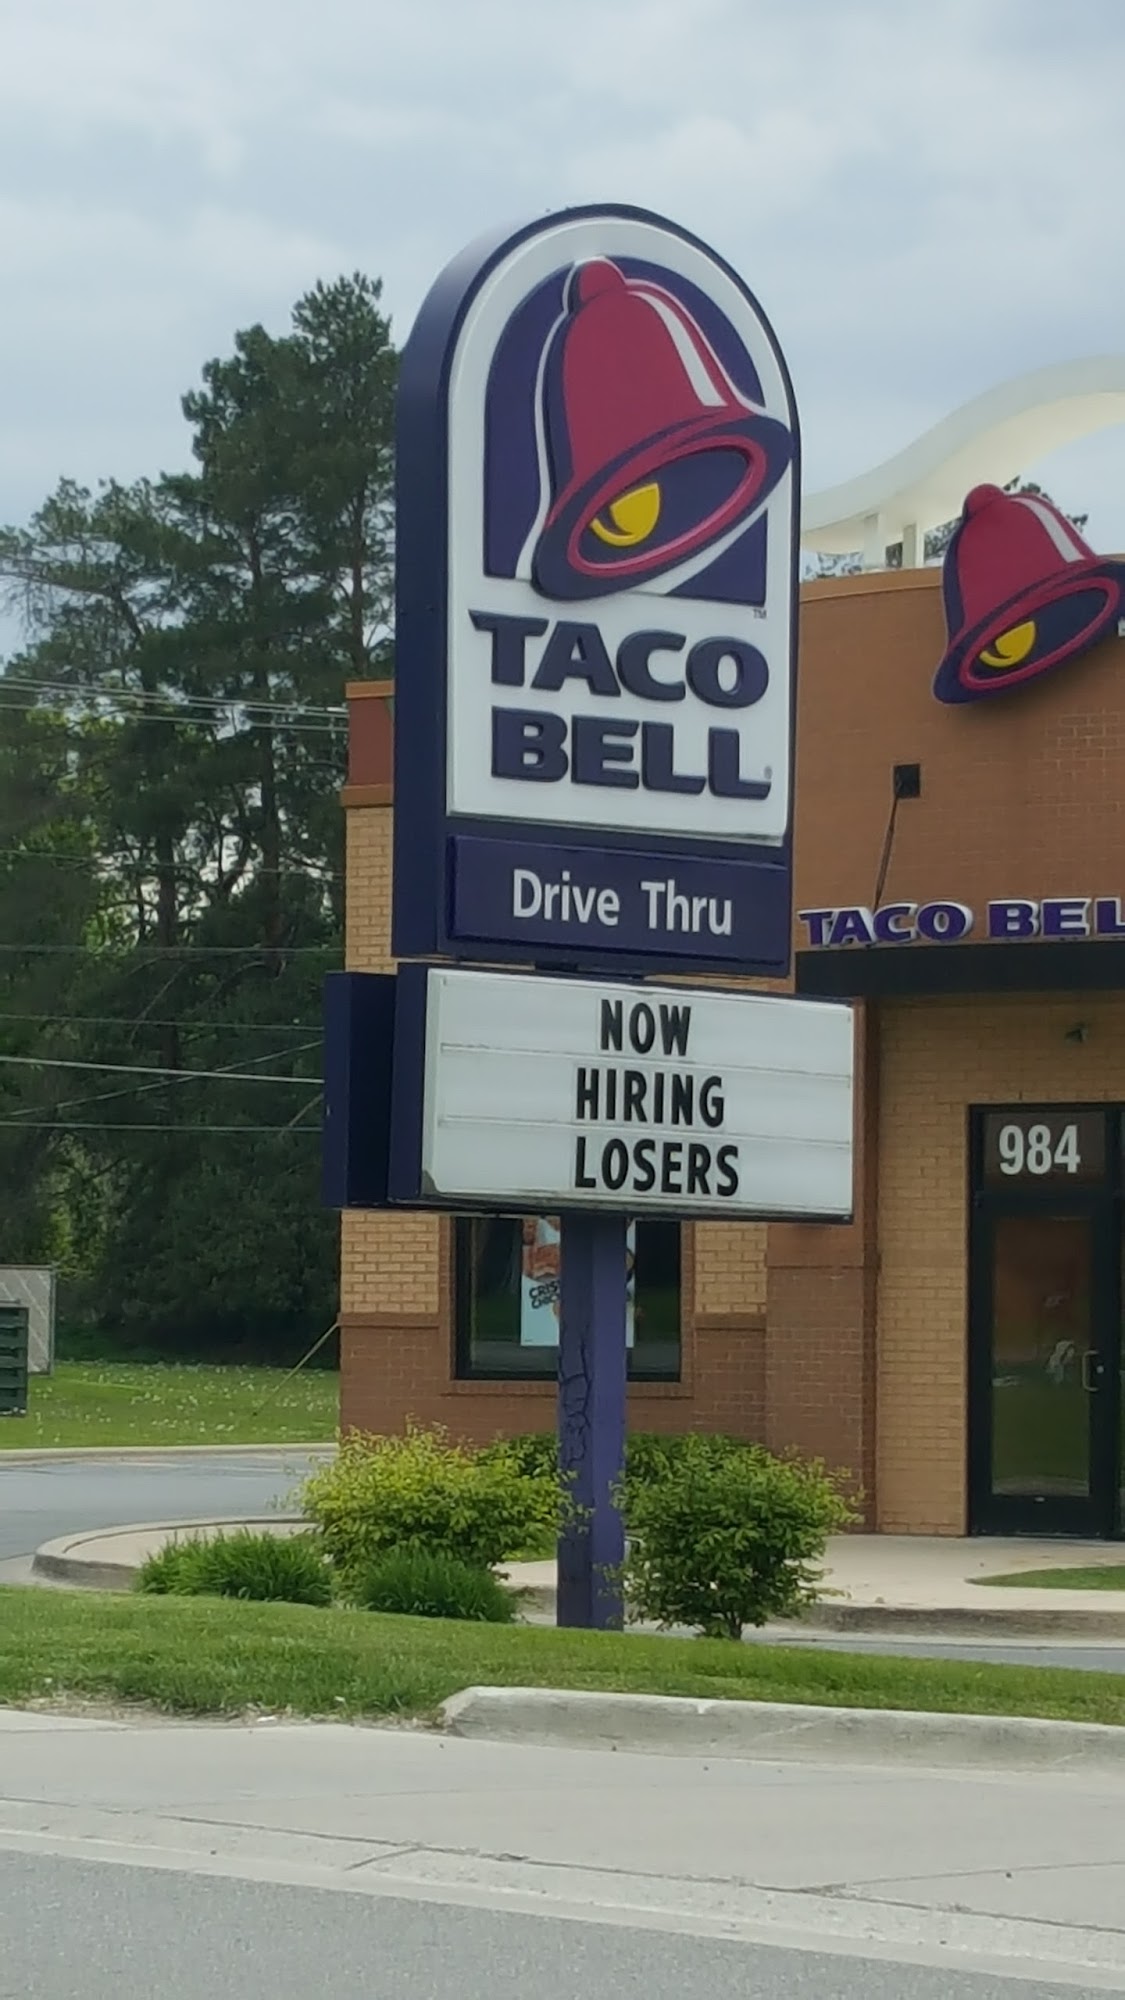 TACO
BELL
Drive Thru
NOW
HIRING
LOSERS
TACO BEL
984